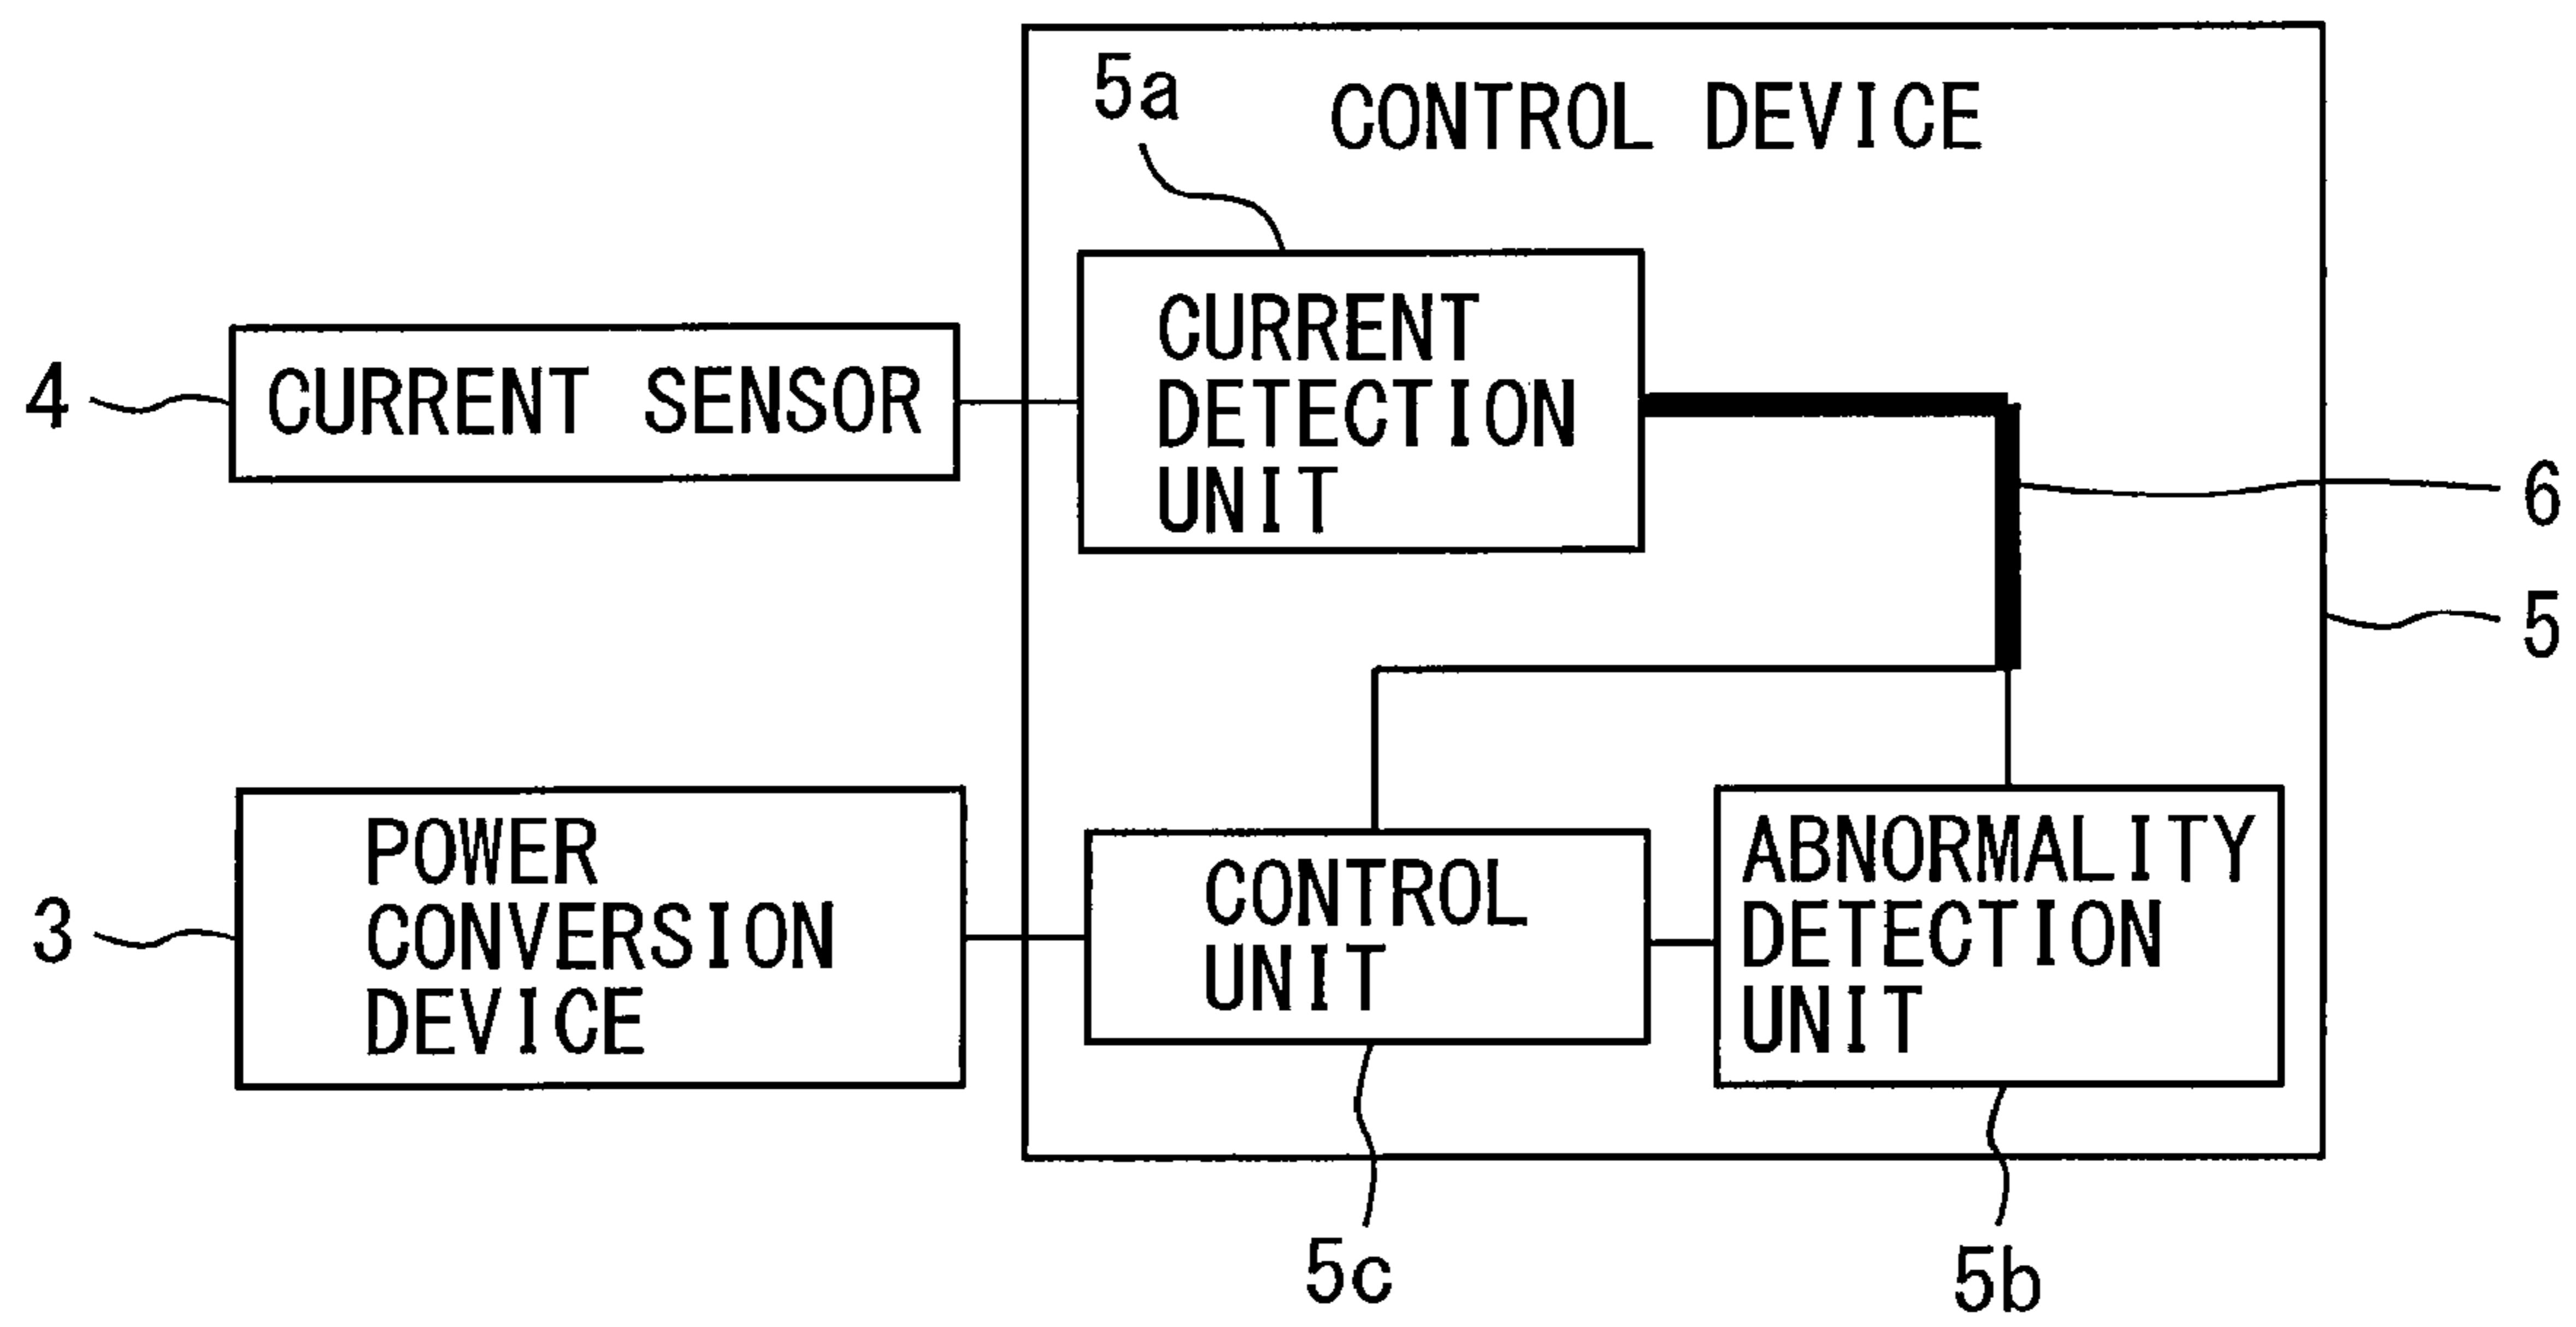 5a
CONTROL DEVICE
CURRENT
DETECTION
UNIT
4
CURRENT SENSOR
6
5
3
POWER
CONVERSION
DEVICE
CONTROL
UNIT
ABNORMALITY
DETECTION
UNIT
5c
5b